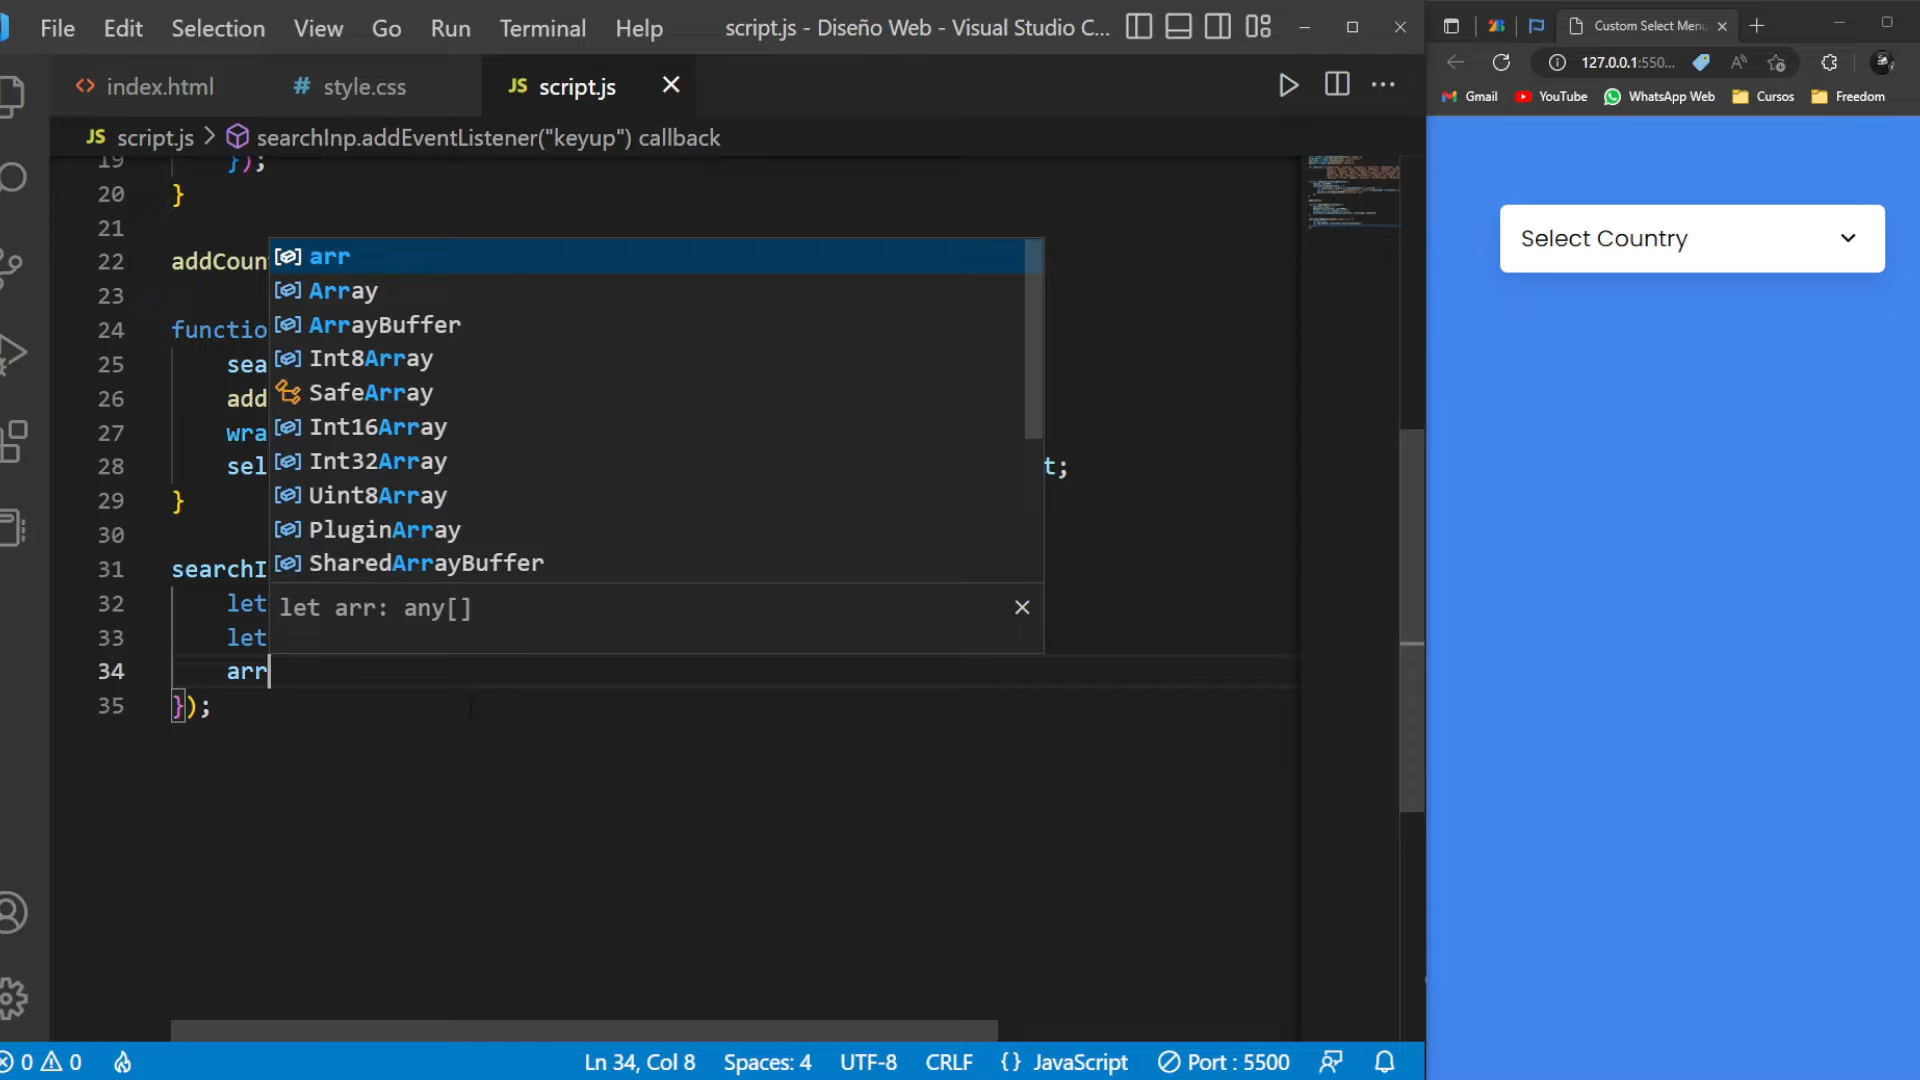 File Edit Selection View Go Run Terminal Help script.js - Diseño Web - Visual Studio C...
index.html # style.css JS script.js
JS script.js > searchInp.addEventListener("keyup") callback
19 });
20 }
21
22 addCoun
23
24 functio
25 sea
26 add
27 wra
28 sel t;
29 }
30
31 searchI
32 let
33 let
34 arr
35 });
arr
Array
ArrayBuffer
Int8Array
SafeArray
Int16Array
Int32Array
Uint8Array
PluginArray
SharedArrayBuffer
let arr: any[]
0 0 Ln 34, Col 8 Spaces: 4 UTF-8 CRLF {} JavaScript Port : 5500
Custom Select Menu
127.0.0.1:550...
Gmail YouTube WhatsApp Web Cursos Freedom
Select Country